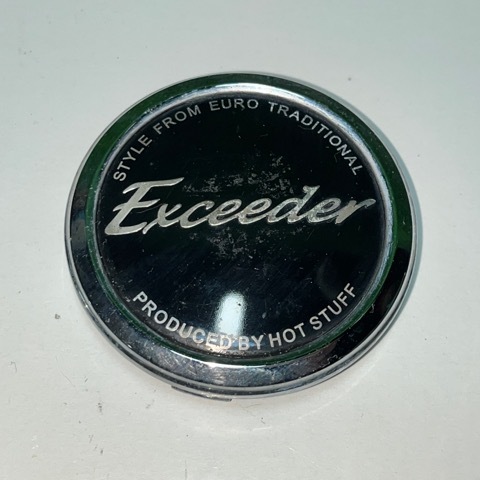 STYLE FROM EURO TRADITIONAL
Exceeder
PRODUCED BY HOT STUFF